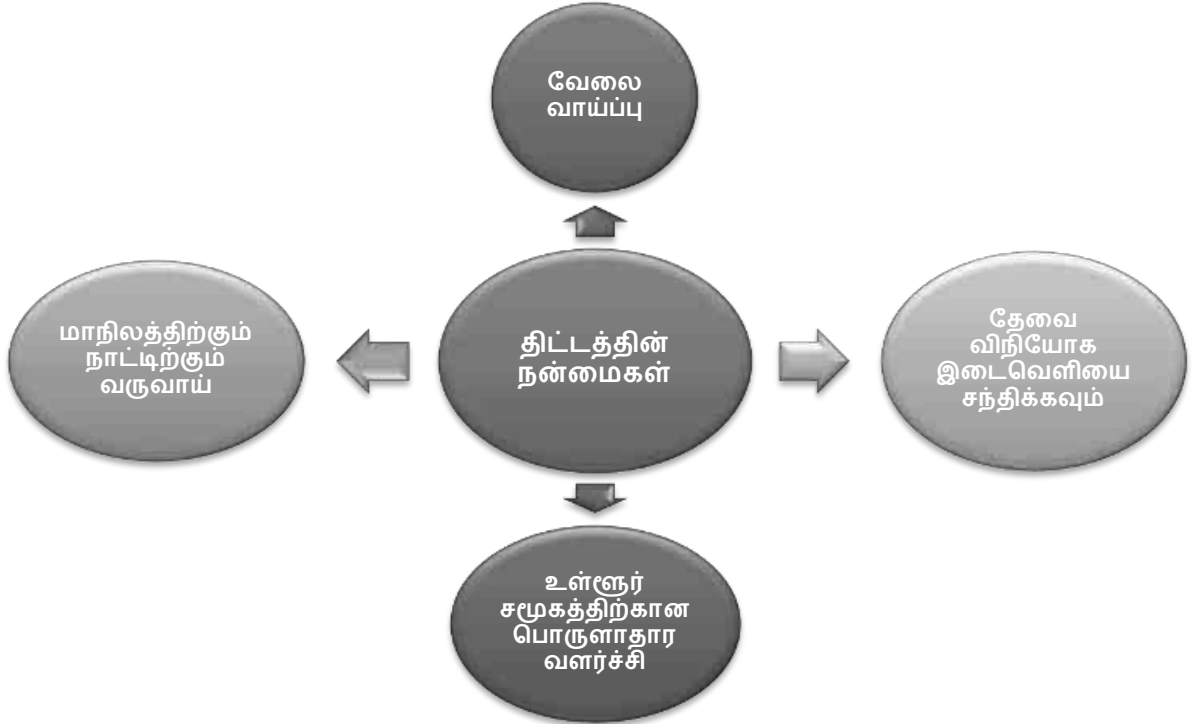 வேலை
வாய்ப்பு
மாநிலத்திற்கும்
நாட்டிற்கும்
வருவாய்
திட்டத்தின்
நன்மைகள்
தேவை
விநியோக
இடைவெளியை
சந்திக்கவும்
உள்ளூர்
சமூகத்திற்கான
பொருளாதார
வளர்ச்சி